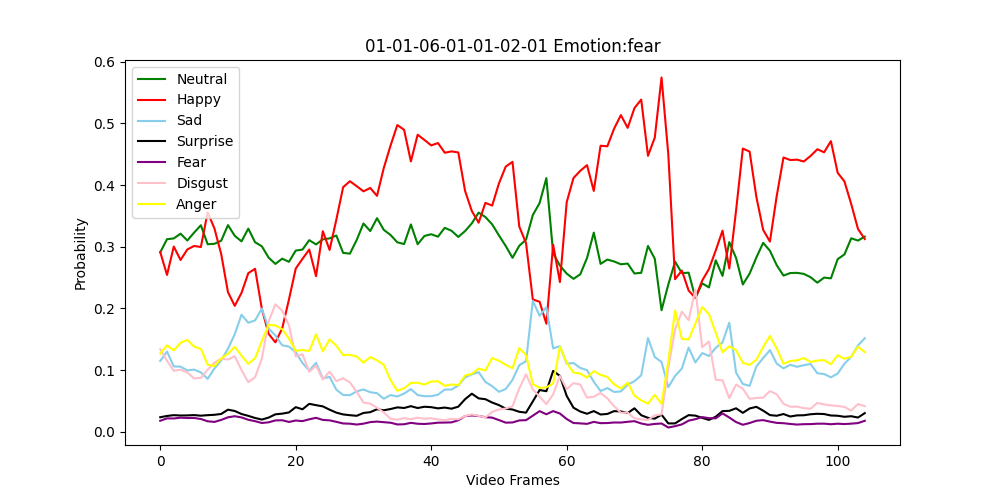 01-01-06-01-01-02-01 Emotion:fear
0.6
0.5
0.4
0.3
0.2
0.1
0.0
Probability
Neutral
Happy
Sad
Surprise
Fear
Disgust
Anger
0 20 40 60 80 100
Video Frames